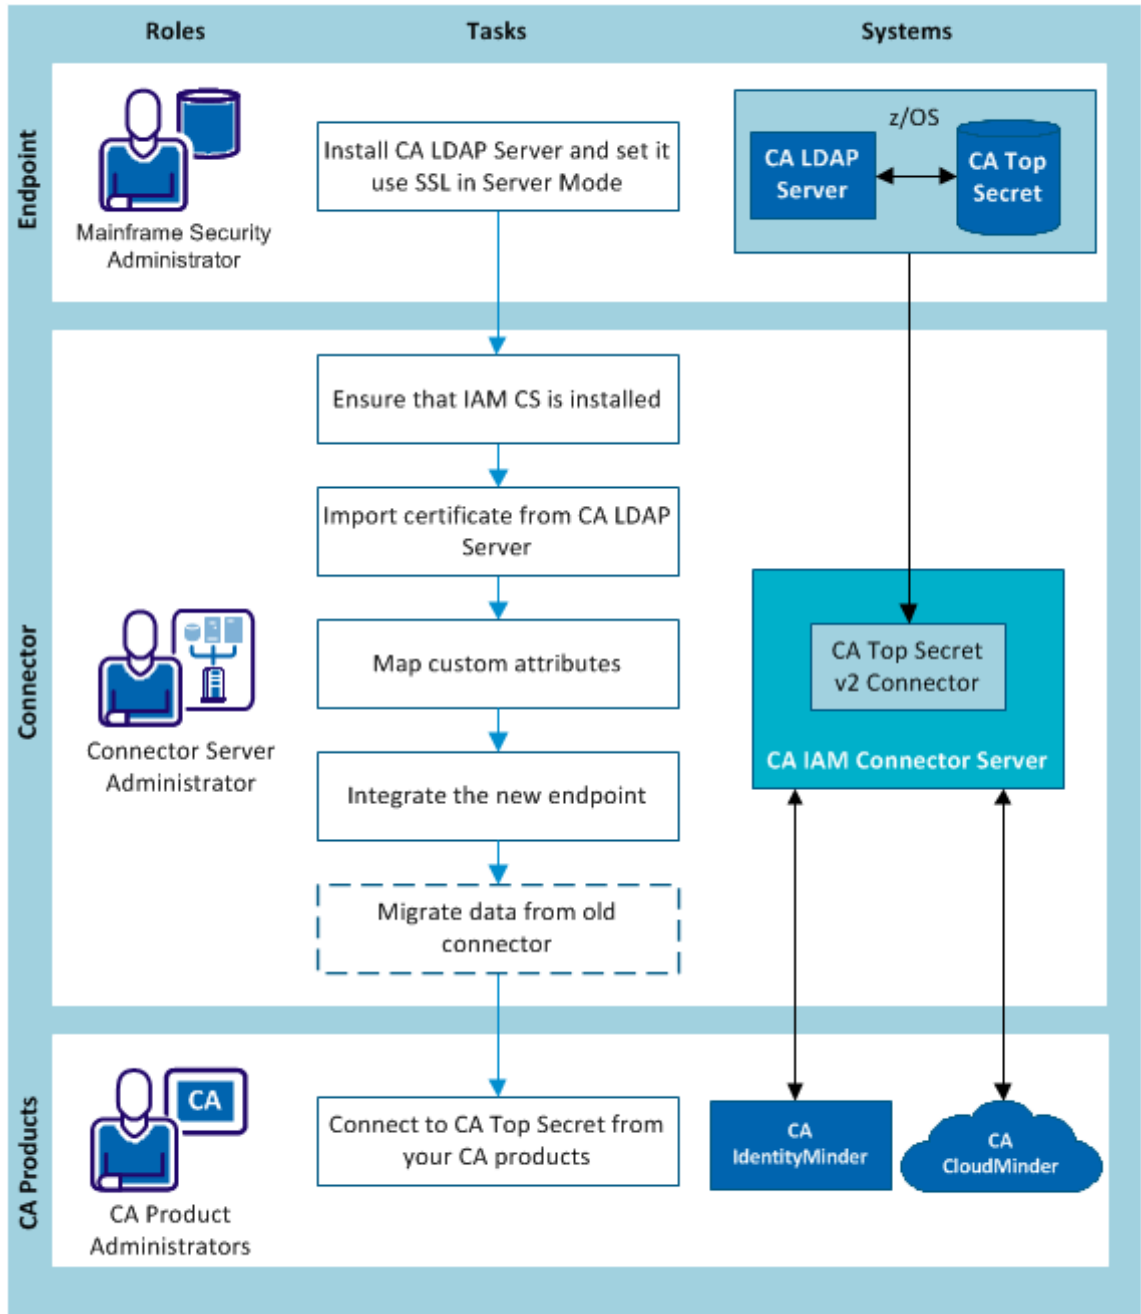 Roles
Tasks
Systems
Endpoint
Mainframe Security
Administrator
Install CA LDAP Server and set it
use SSL in Server Mode
z/OS
CA LDAP
Server
CA Top
Secret
Connector
Connector Server
Administrator
Ensure that IAM CS is installed
Import certificate from CA LDAP
Server
Map custom attributes
Integrate the new endpoint
Migrate data from old
connector
CA Top Secret
v2 Connector
CA IAM Connector Server
CA Products
CA
CA Product
Administrators
Connect to CA Top Secret from
your CA products
CA
IdentityMinder
CA
CloudMinder